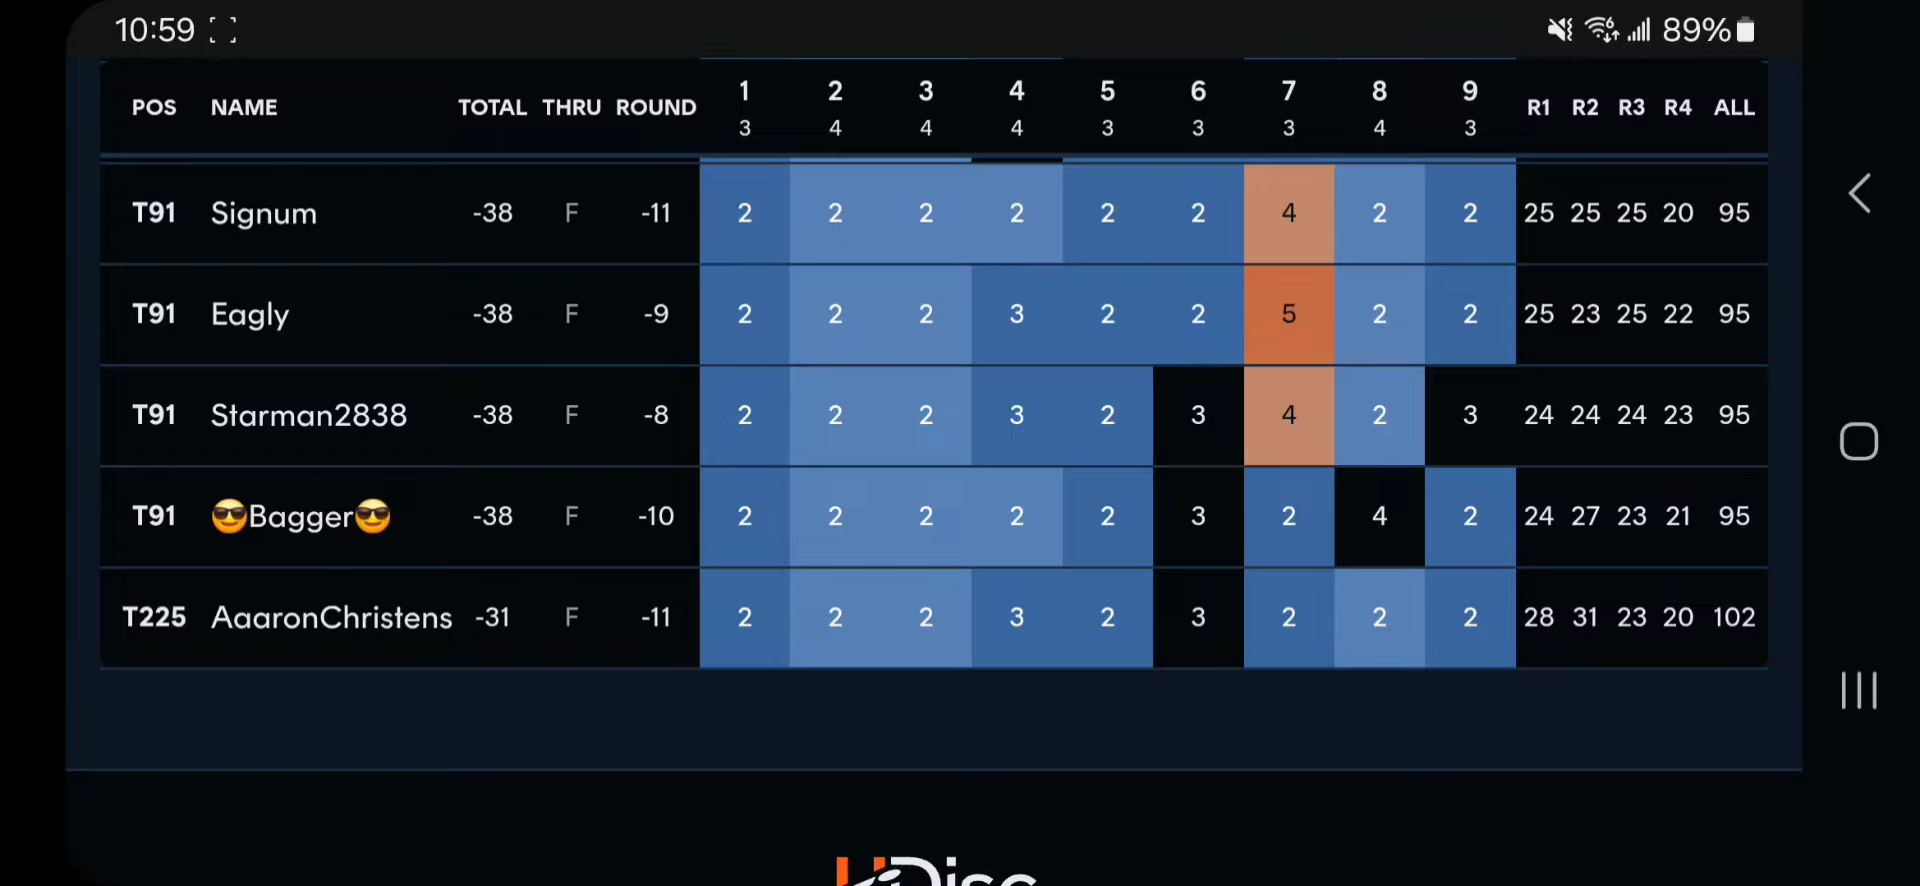 10:59 89%
POS NAME TOTAL THRU ROUND 1 2 3 4 5 6 7 8 9 R1 R2 R3 R4 ALL
3 4 4 4 3 3 3 4 3
T91 Signum -38 F -11 2 2 2 2 2 2 4 2 2 25 25 25 20 95
T91 Eagly -38 F -9 2 2 2 3 2 2 5 2 2 25 23 25 22 95
T91 Starman2838 -38 F -8 2 2 2 3 2 3 4 2 3 24 24 24 23 95
T91 😎Bagger😎 -38 F -10 2 2 2 2 2 3 2 4 2 24 27 23 21 95
T225 AaaronChristens -31 F -11 2 2 2 3 2 3 2 2 2 28 31 23 20 102
UDisc